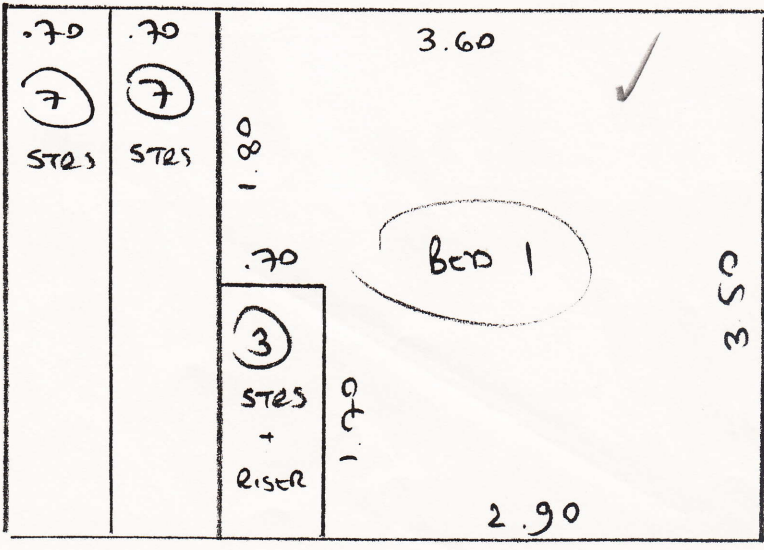 .70
.70
3.60
7
7
STRS
STRS
1.80
.70
BED 1
3.50
3
STRS
+
RISER
1.70
2.90